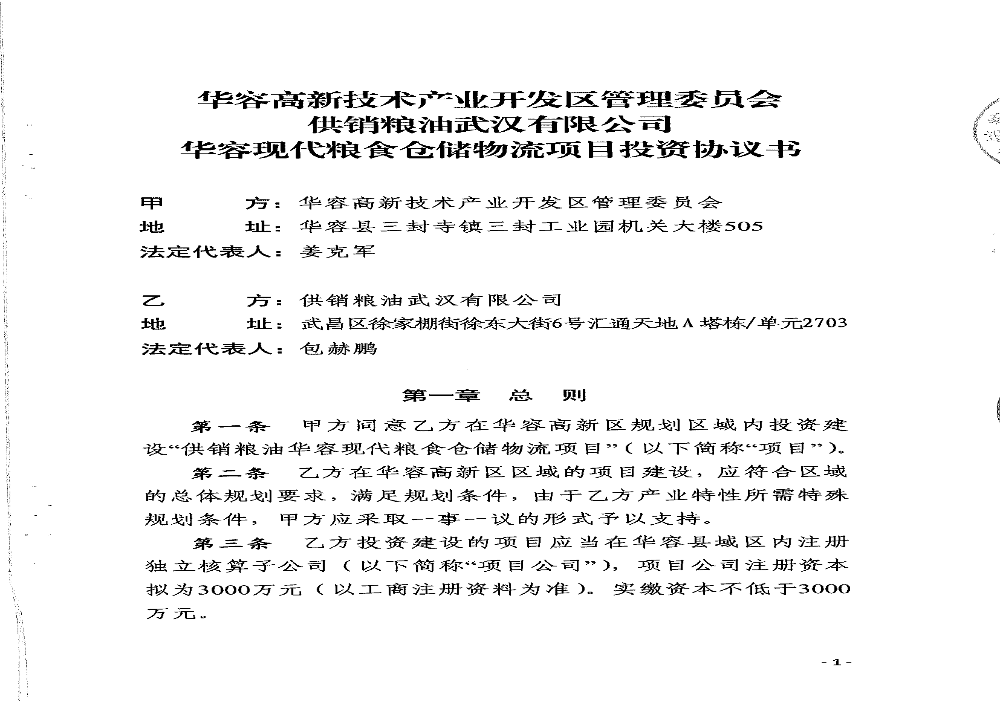 华容高新技术产业开发区管理委员会
供销粮油武汉有限公司
华容现代粮食仓储物流项目投资协议书
甲方：华容高新技术产业开发区管理委员会
地址：华容县三封寺镇三封工业园机关大楼505
法定代表人：姜克军
乙方：供销粮油武汉有限公司
地址：武昌区徐家棚街徐东大街6号汇通天地A塔栋/单元2703
法定代表人：包赫鹏
第一章 总 则
第一条 甲方同意乙方在华容高新区规划区域内投资建
设“供销粮油华容现代粮食仓储物流项目”（以下简称“项目”）。
第二条 乙方在华容高新区区域的项目建设，应符合区域
的总体规划要求，满足规划条件，由于乙方产业特性所需特殊
规划条件，甲方应采取一事一议的形式予以支持。
第三条 乙方投资建设的项目应当在华容县域区内注册
独立核算子公司（以下简称“项目公司”），项目公司注册资本
拟为3000万元（以工商注册资料为准）。实缴资本不低于3000
万元。
- 1 -